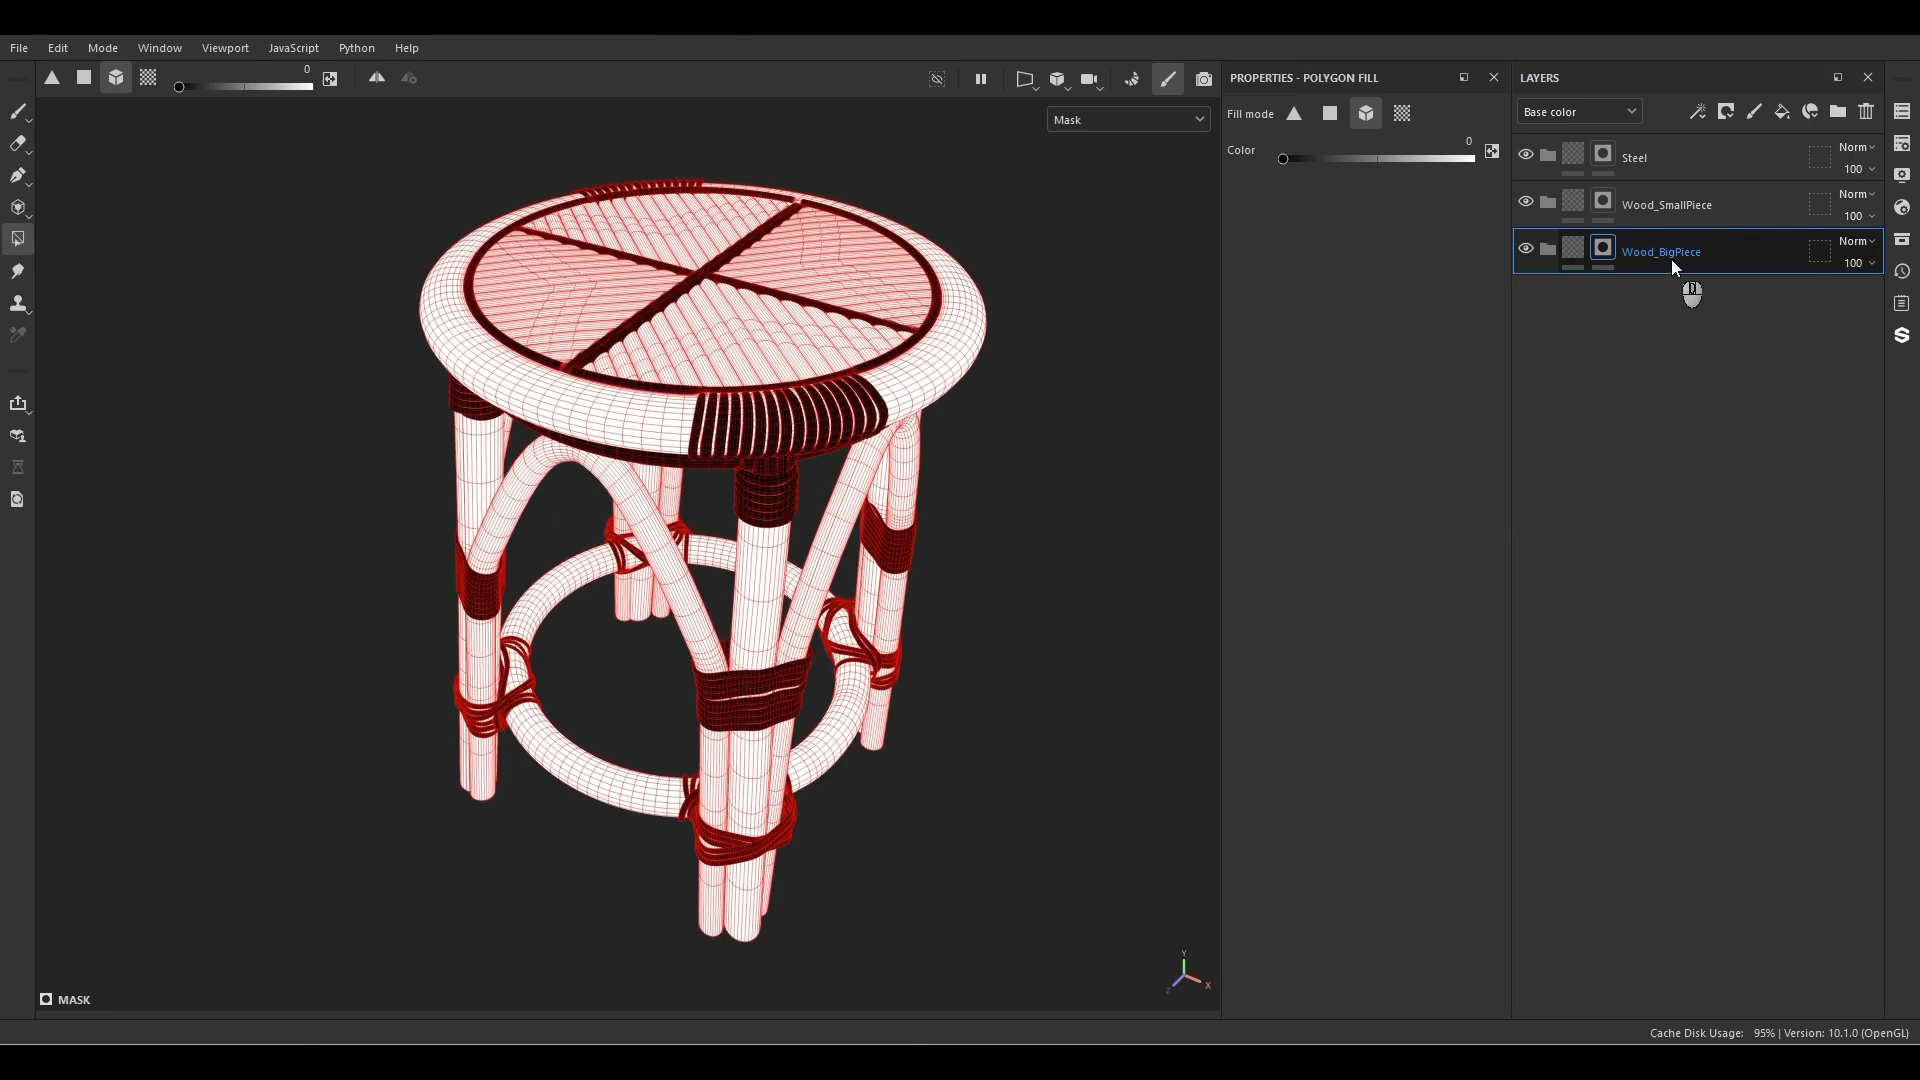 File Edit Mode Window Viewport JavaScript Python Help
0
PROPERTIES - POLYGON FILL
LAYERS
Mask
Fill mode
Base color
Color
0
Steel
Norm
100
Wood_SmallPiece
Norm
100
Wood_BigPiece
Norm
100
Y
Z
X
MASK
Cache Disk Usage: 95% | Version: 10.1.0 (OpenGL)